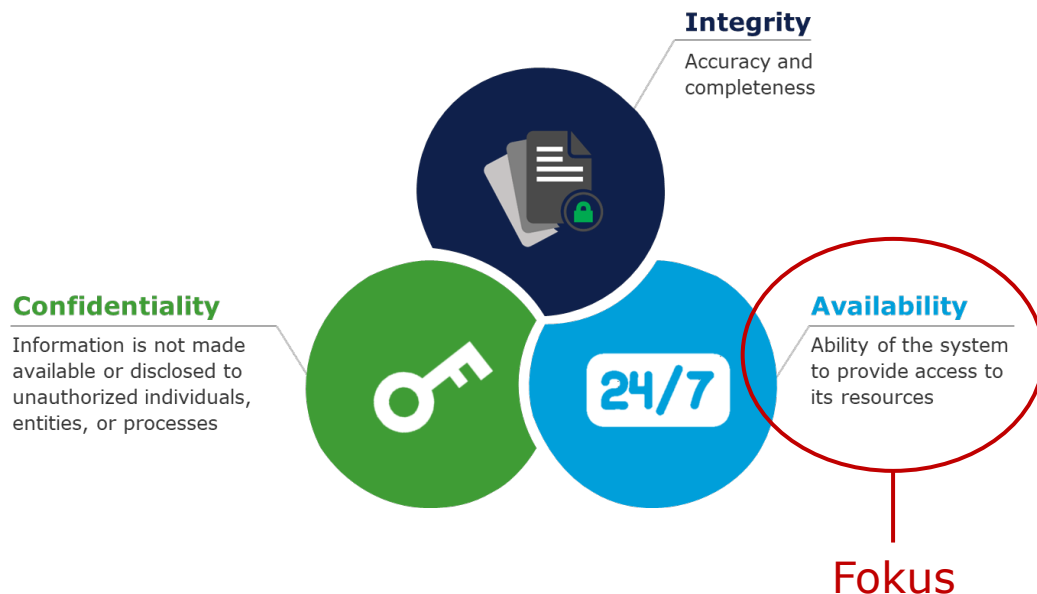 Integrity
Accuracy and
completeness
Confidentiality
Information is not made
available or disclosed to
unauthorized individuals,
entities, or processes
24/7
Availability
Ability of the system
to provide access to
its resources
Fokus